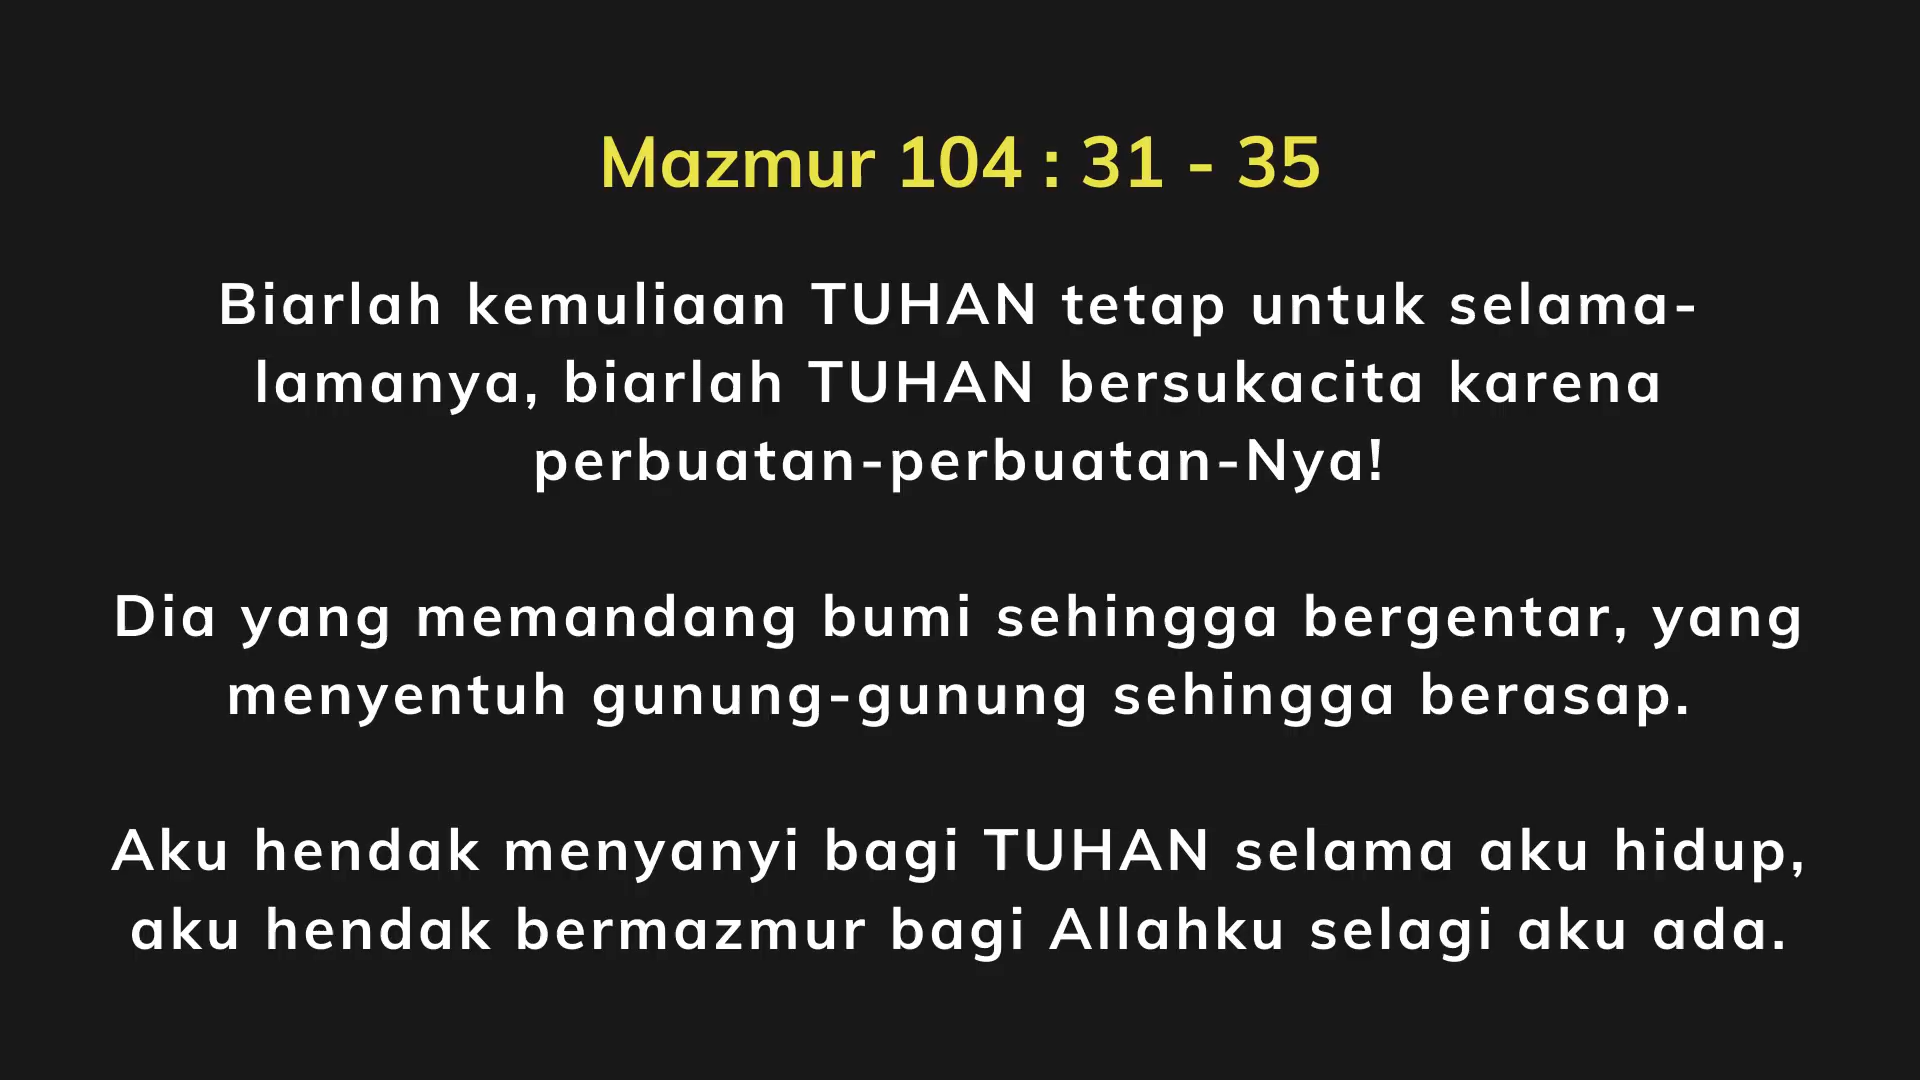 Mazmur 104 : 31 - 35
Biarlah kemuliaan TUHAN tetap untuk selama-
lamanya, biarlah TUHAN bersukacita karena
perbuatan-perbuatan-Nya!
Dia yang memandang bumi sehingga bergentar, yang
menyentuh gunung-gunung sehingga berasap.
Aku hendak menyanyi bagi TUHAN selama aku hidup,
aku hendak bermazmur bagi Allahku selagi aku ada.